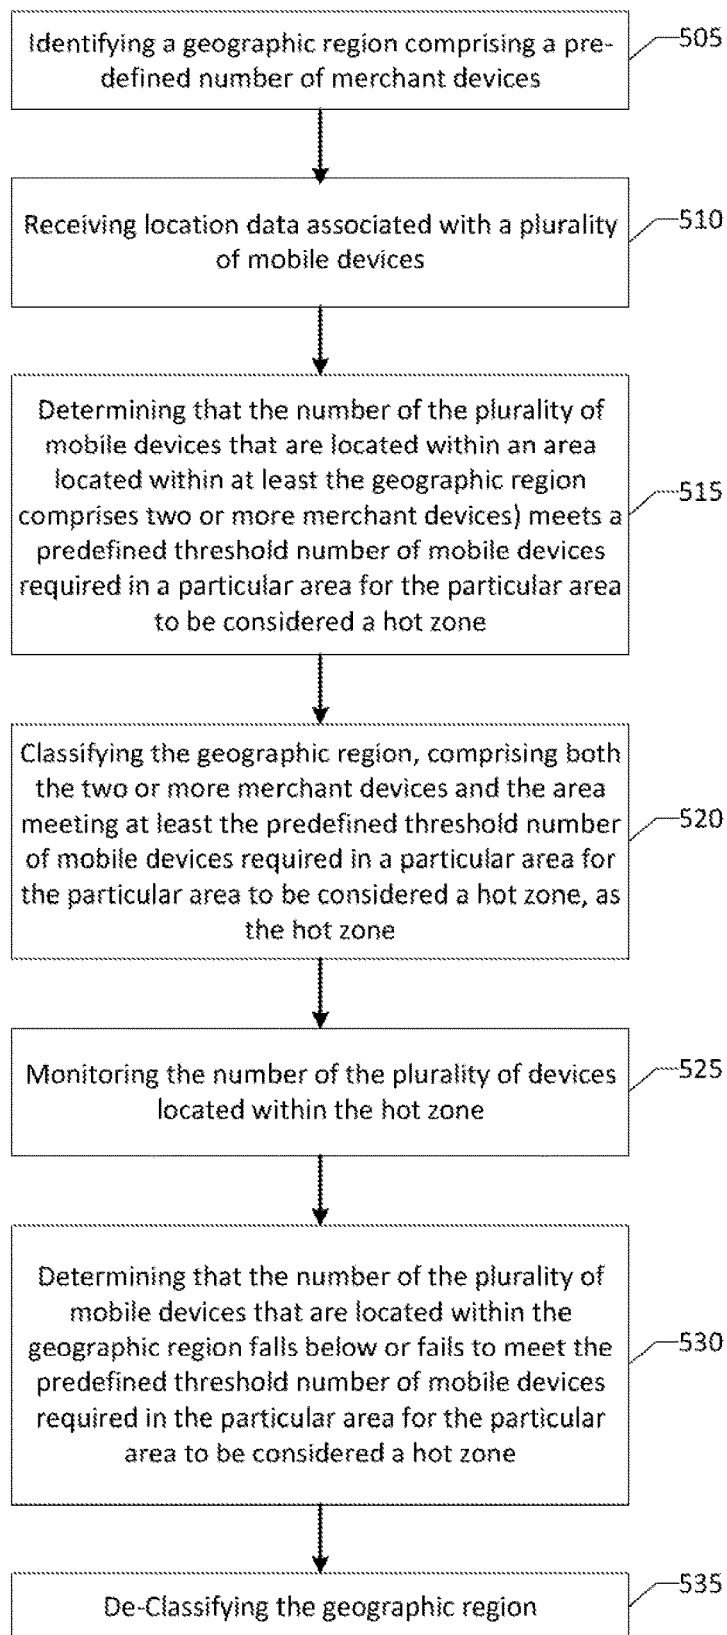 Identifying a geographic region comprising a pre-
defined number of merchant devices
505
Receiving location data associated with a plurality
of mobile devices
510
Determining that the number of the plurality of
mobile devices that are located within an area
located within at least the geographic region
comprises two or more merchant devices) meets a
predefined threshold number of mobile devices
required in a particular area for the particular area
to be considered a hot zone
515
Classifying the geographic region, comprising both
the two or more merchant devices and the area
meeting at least the predefined threshold number
of mobile devices required in a particular area for
the particular area to be considered a hot zone, as
the hot zone
520
Monitoring the number of the plurality of devices
located within the hot zone
525
Determining that the number of the plurality of
mobile devices that are located within the
geographic region falls below or fails to meet the
predefined threshold number of mobile devices
required in the particular area for the particular
area to be considered a hot zone
530
De-Classifying the geographic region
535